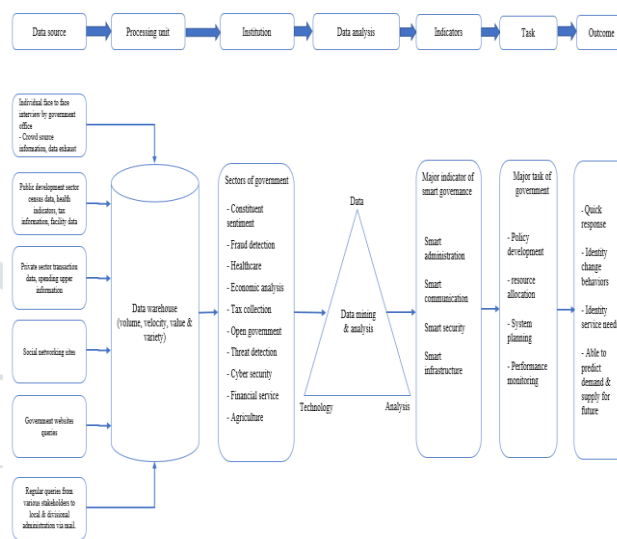 Data source
Processing unit
Institution
Data analysis
Indicators
Task
Outcome
Individual face to face
interview by government
office
- Crowd source
information, data exhaust
Public development sector
census data, health
indicators, tax
information, facility data
Private sector transaction
data, spending upper
information
Social networking sites
Government websites
queries
Regular queries from
various stakeholders to
local & divisional
administration via mail.
Data warehouse
(volume, velocity, value &
variety)
Sectors of government
- Constituent
sentiment
- Fraud detection
- Healthcare
- Economic analysis
- Tax collection
- Open government
- Threat detection
- Cyber security
- Financial service
- Agriculture
Data
Data mining
& analysis
Technology
Analysis
Major indicator of
smart governance
Smart
administration
Smart
communication
Smart security
Smart
infrastructure
Major task of
government
- Policy
development
- resource
allocation
- System
planning
- Performance
monitoring
- Quick
response
- Identity
change
behaviors
- Identity
service need
- Able to
predict
demand &
supply for
future